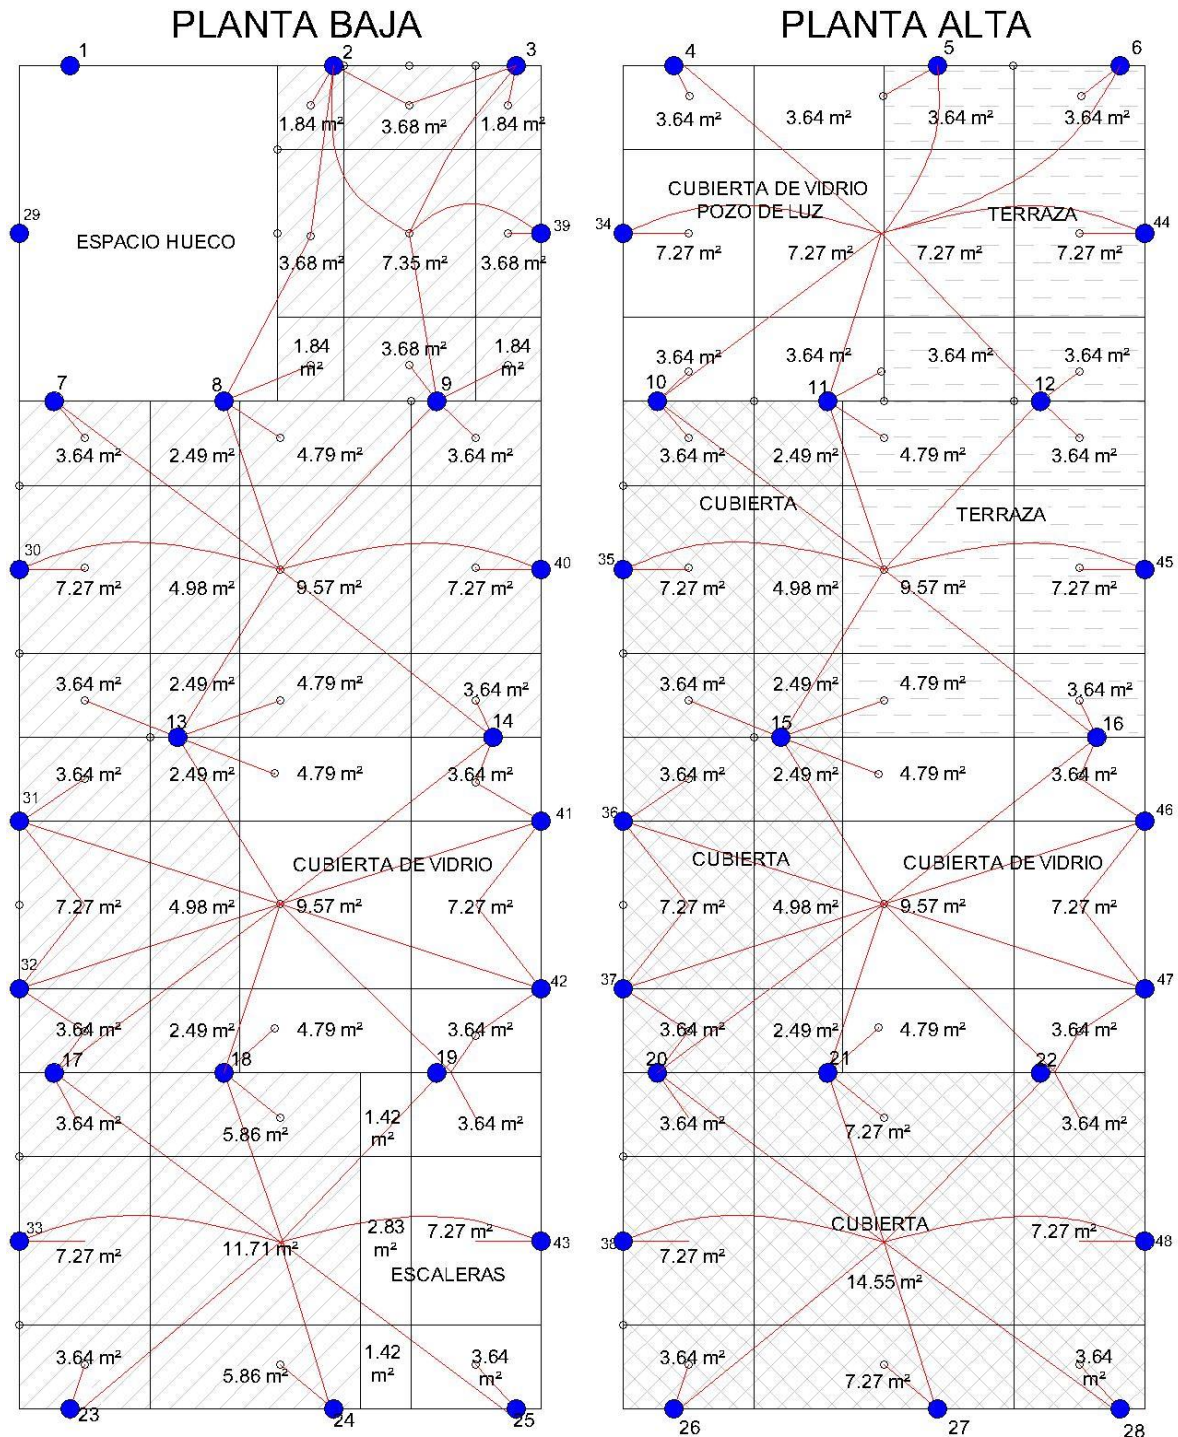 PLANTA BAJA
PLANTA ALTA
1
2
3
4
5
6
1.84 m²
3.68 m²
1.84 m²
3.64 m²
3.64 m²
3.64 m²
3.64 m²
CUBIERTA DE VIDRIO
POZO DE LUZ
TERRAZA
29
39
34
44
ESPACIO HUECO
3.68 m²
7.35 m²
3.68 m²
7.27 m²
7.27 m²
7.27 m²
7.27 m²
1.84
m²
3.68 m²
1.84
m²
3.64 m²
3.64 m²
3.64 m²
3.64 m²
7
8
9
10
11
12
3.64 m²
2.49 m²
4.79 m²
3.64 m²
3.64 m²
2.49 m²
4.79 m²
3.64 m²
CUBIERTA
TERRAZA
30
40
35
45
7.27 m²
4.98 m²
9.57 m²
7.27 m²
7.27 m²
4.98 m²
9.57 m²
7.27 m²
3.64 m²
2.49 m²
4.79 m²
3.64 m²
3.64 m²
2.49 m²
4.79 m²
3.64 m²
13
14
15
16
3.64 m²
2.49 m²
4.79 m²
3.64 m²
3.64 m²
2.49 m²
4.79 m²
3.64 m²
31
41
36
46
CUBIERTA DE VIDRIO
CUBIERTA
CUBIERTA DE VIDRIO
7.27 m²
4.98 m²
9.57 m²
7.27 m²
7.27 m²
4.98 m²
9.57 m²
7.27 m²
32
42
37
47
3.64 m²
2.49 m²
4.79 m²
3.64 m²
3.64 m²
2.49 m²
4.79 m²
3.64 m²
17
18
19
20
21
22
3.64 m²
5.86 m²
1.42
m²
3.64 m²
3.64 m²
7.27 m²
3.64 m²
33
43
38
48
7.27 m²
11.71 m²
2.83
m²
7.27 m²
ESCALERAS
CUBIERTA
7.27 m²
7.27 m²
14.55 m²
3.64 m²
5.86 m²
1.42
m²
3.64
m²
3.64 m²
7.27 m²
3.64
m²
23
24
25
26
27
28